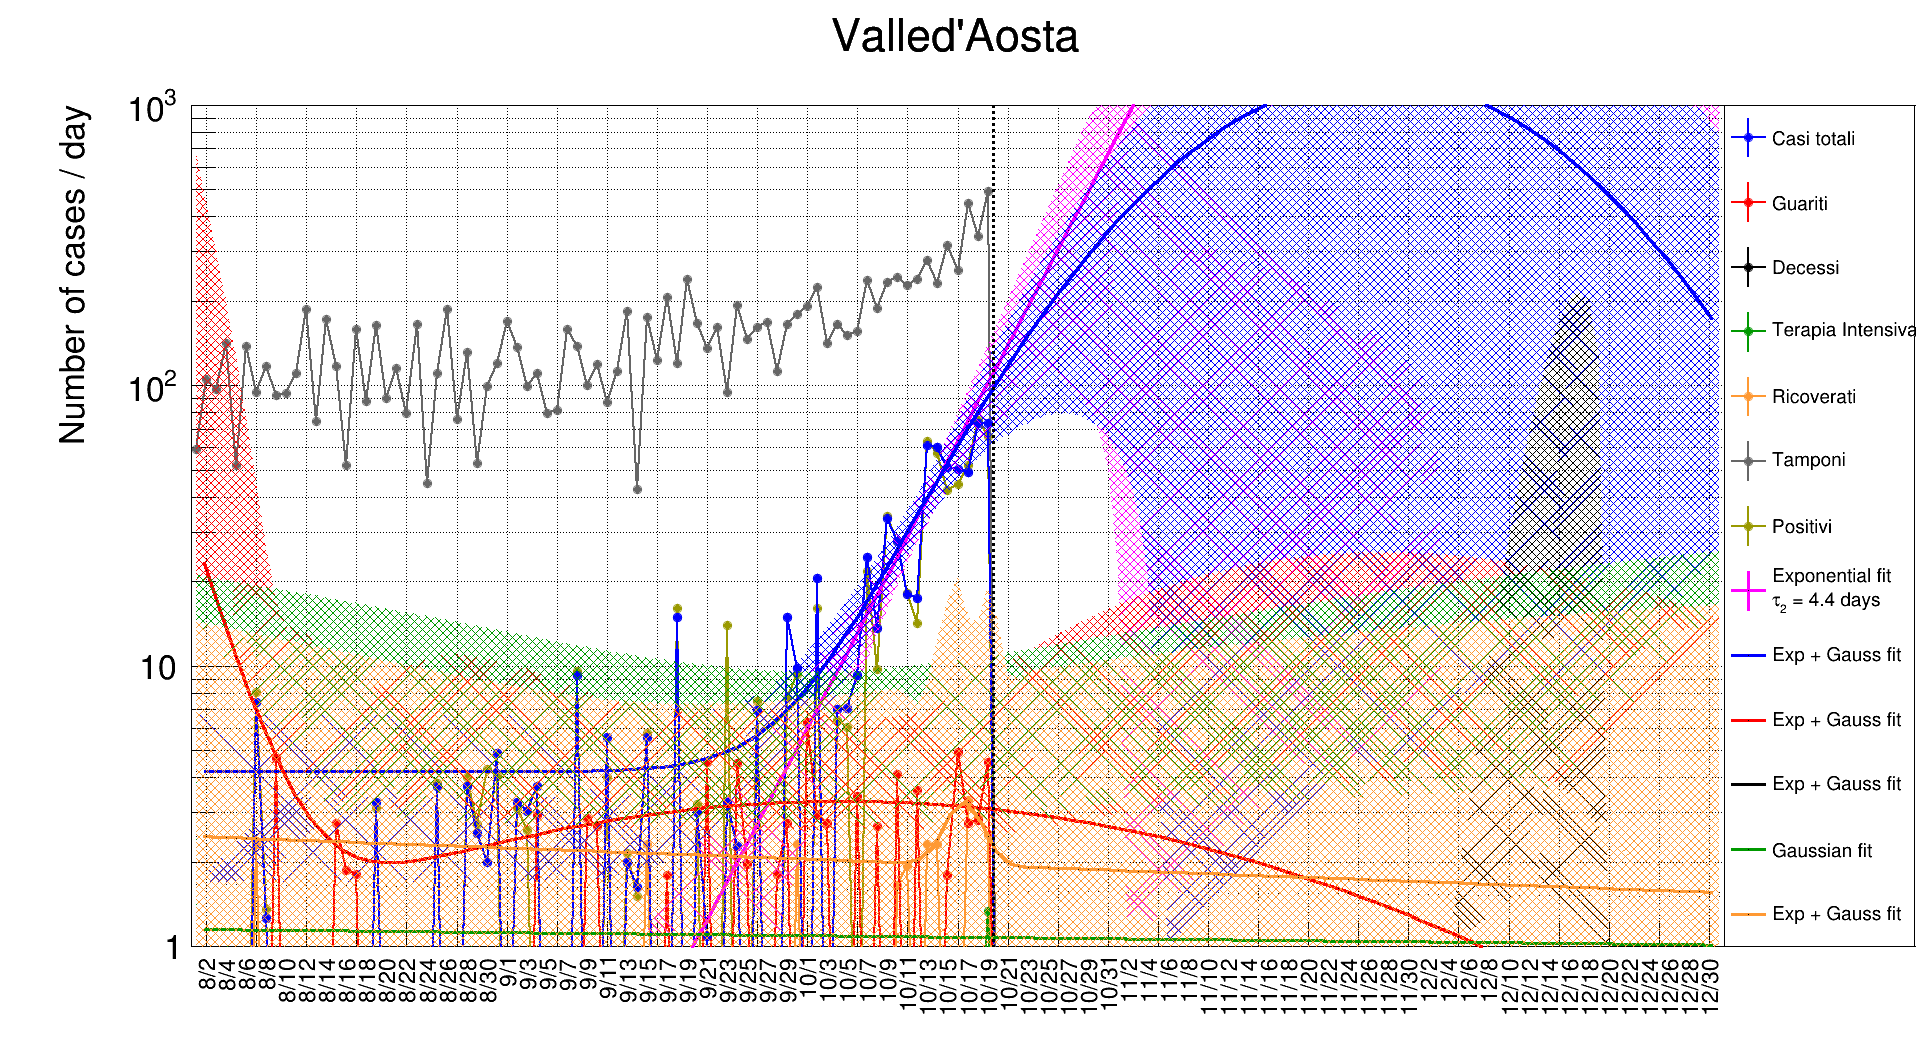 Valled'Aosta
Number of cases / day
10³
10²
10
1
8/2 8/4 8/6 8/8 8/10 8/12 8/14 8/16 8/18 8/20 8/22 8/24 8/26 8/28 8/30 9/1 9/3 9/5 9/7 9/9 9/11 9/13 9/15 9/17 9/19 9/21 9/23 9/25 9/27 9/29 10/1 10/3 10/5 10/7 10/9 10/11 10/13 10/15 10/17 10/19 10/21 10/23 10/25 10/27 10/29 10/31 11/2 11/4 11/6 11/8 11/10 11/12 11/14 11/16 11/18 11/20 11/22 11/24 11/26 11/28 11/30 12/2 12/4 12/6 12/8 12/10 12/12 12/14 12/16 12/18 12/20 12/22 12/24 12/26 12/28 12/30
Casi totali
Guariti
Decessi
Terapia Intensiva
Ricoverati
Tamponi
Positivi
Exponential fit
τ₂ = 4.4 days
Exp + Gauss fit
Exp + Gauss fit
Exp + Gauss fit
Gaussian fit
Exp + Gauss fit